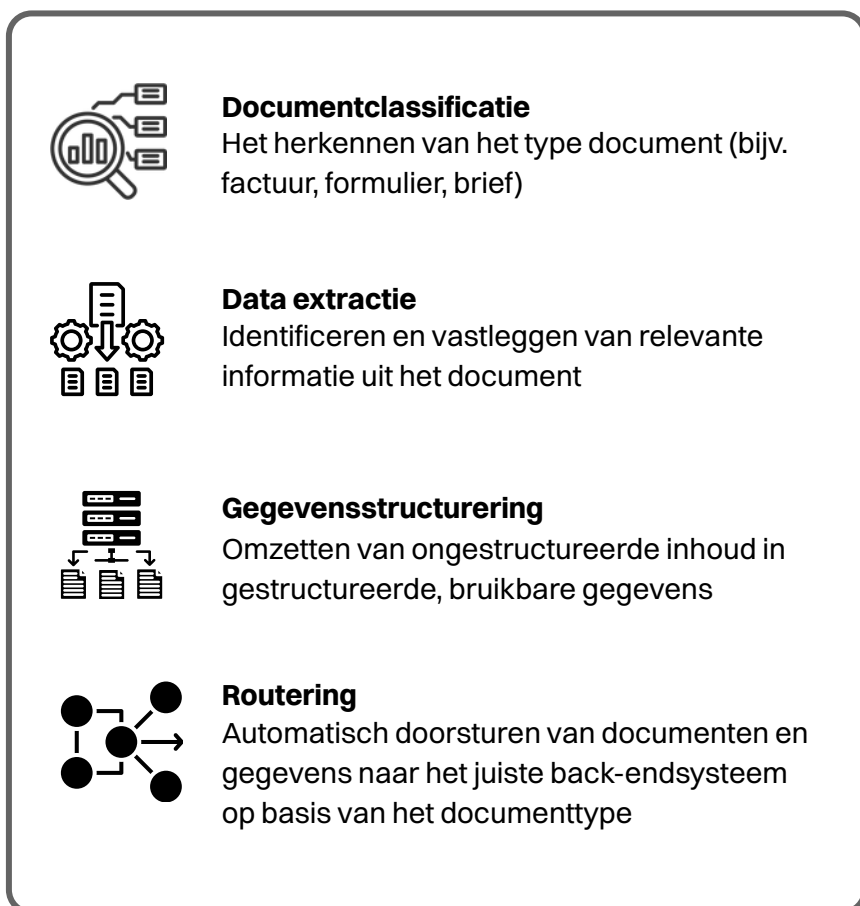 Documentclassificatie
Het herkennen van het type document (bijv.
factuur, formulier, brief)
Data extractie
Identificeren en vastleggen van relevante
informatie uit het document
Gegevensstructurering
Omzetten van ongestructureerde inhoud in
gestructureerde, bruikbare gegevens
Routering
Automatisch doorsturen van documenten en
gegevens naar het juiste back-endsysteem
op basis van het documenttype